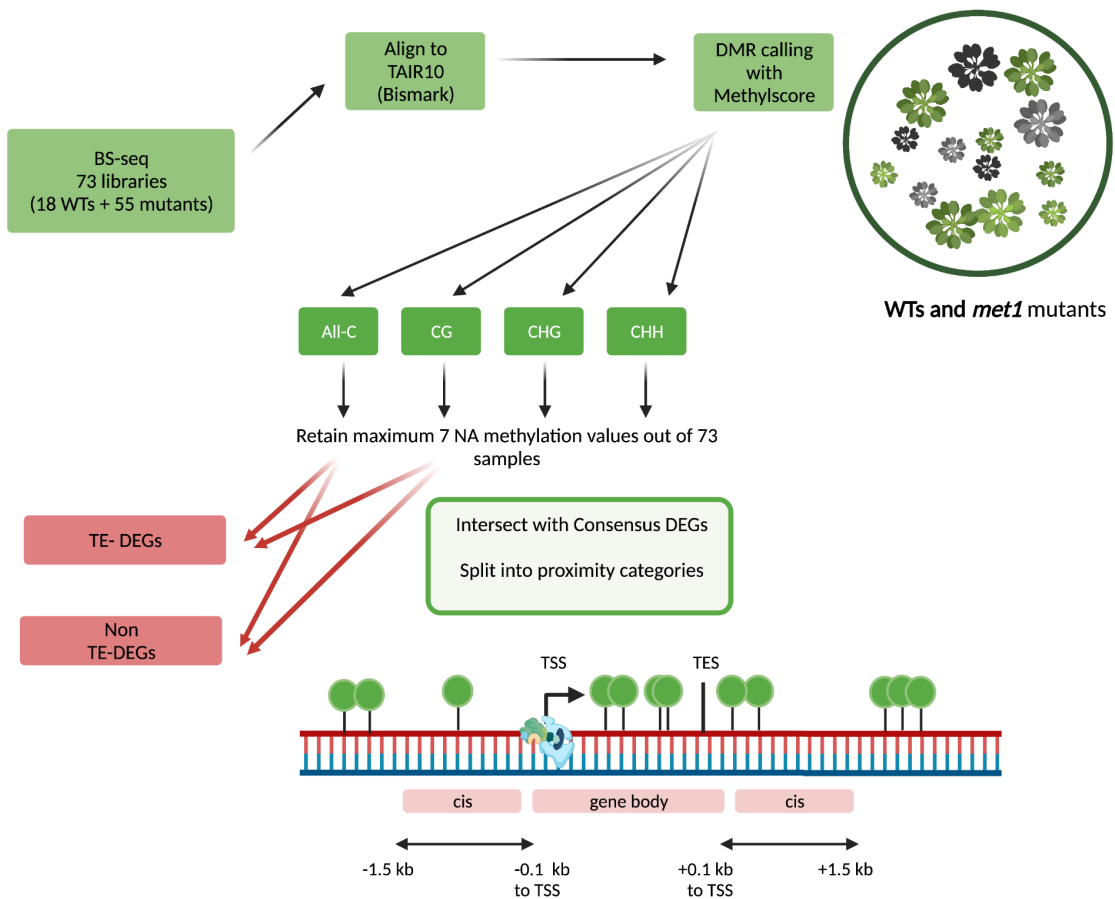 Align to
TAIR10
(Bismark)
DMR calling
with
Methylscore
BS-seq
73 libraries
(18 WTs + 55 mutants)
WTs and met1 mutants
All-C
CG
CHG
CHH
Retain maximum 7 NA methylation values out of 73
samples
Intersect with Consensus DEGs
Split into proximity categories
TE- DEGs
Non
TE-DEGs
TSS
TES
cis
gene body
cis
-1.5 kb
-0.1 kb
to TSS
+0.1 kb
to TSS
+1.5 kb